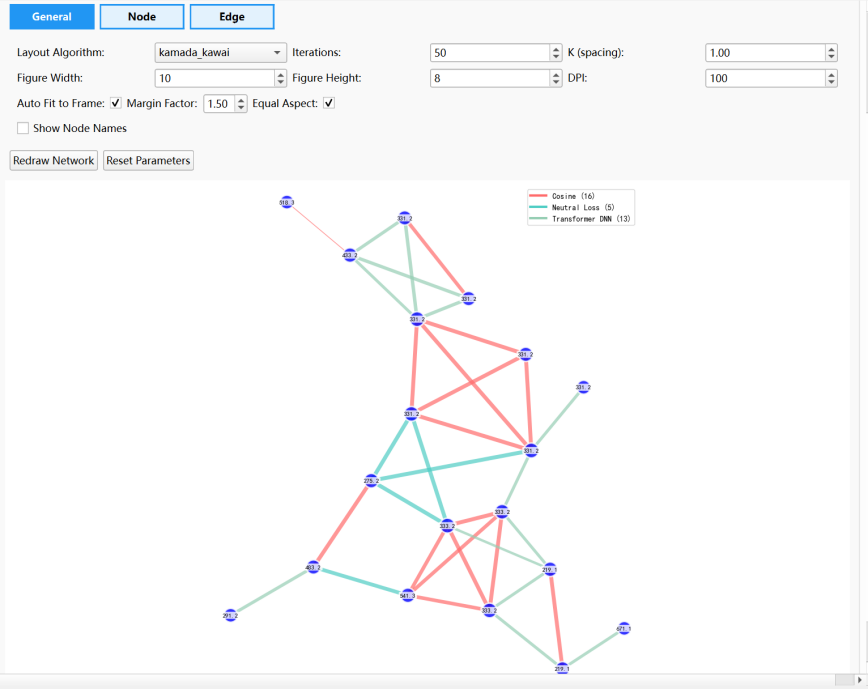 General Node Edge
Layout Algorithm: kamada_kawai Iterations: 50 K (spacing): 1.00
Figure Width: 10 Figure Height: 8 DPI: 100
Auto Fit to Frame: Margin Factor: 1.50 Equal Aspect:
Show Node Names
Redraw Network Reset Parameters
Cosine (16)
Neutral Loss (5)
Transformer DNN (13)
518.3
331.2
433.2
331.2
331.2
331.2
331.2
331.2
331.2
275.2
333.2
333.2
483.2
219.1
541.3
333.2
291.2
471.1
219.1